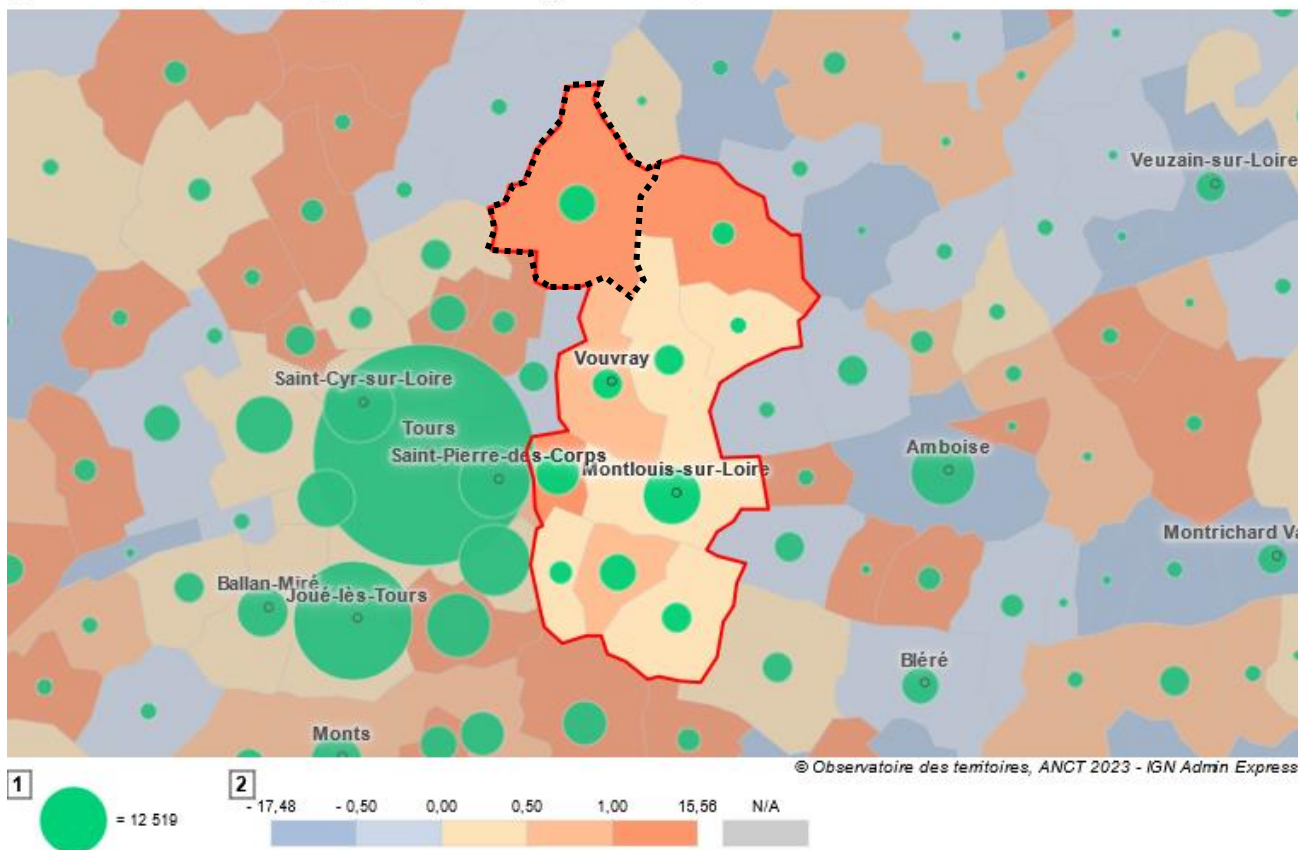 Veuzain-sur-Loire
Vouvray
Saint-Cyr-sur-Loire
Tours
Saint-Pierre-des-Corps
Montlouis-sur-Loire
Amboise
Montrichard Va
Ballan-Miré
Joué-lès-Tours
Bléré
Monts
© Observatoire des territoires, ANCT 2023 - IGN Admin Express
1
2
= 12 519
- 17,48 - 0,50 0,00 0,50 1,00 15,56 N/A